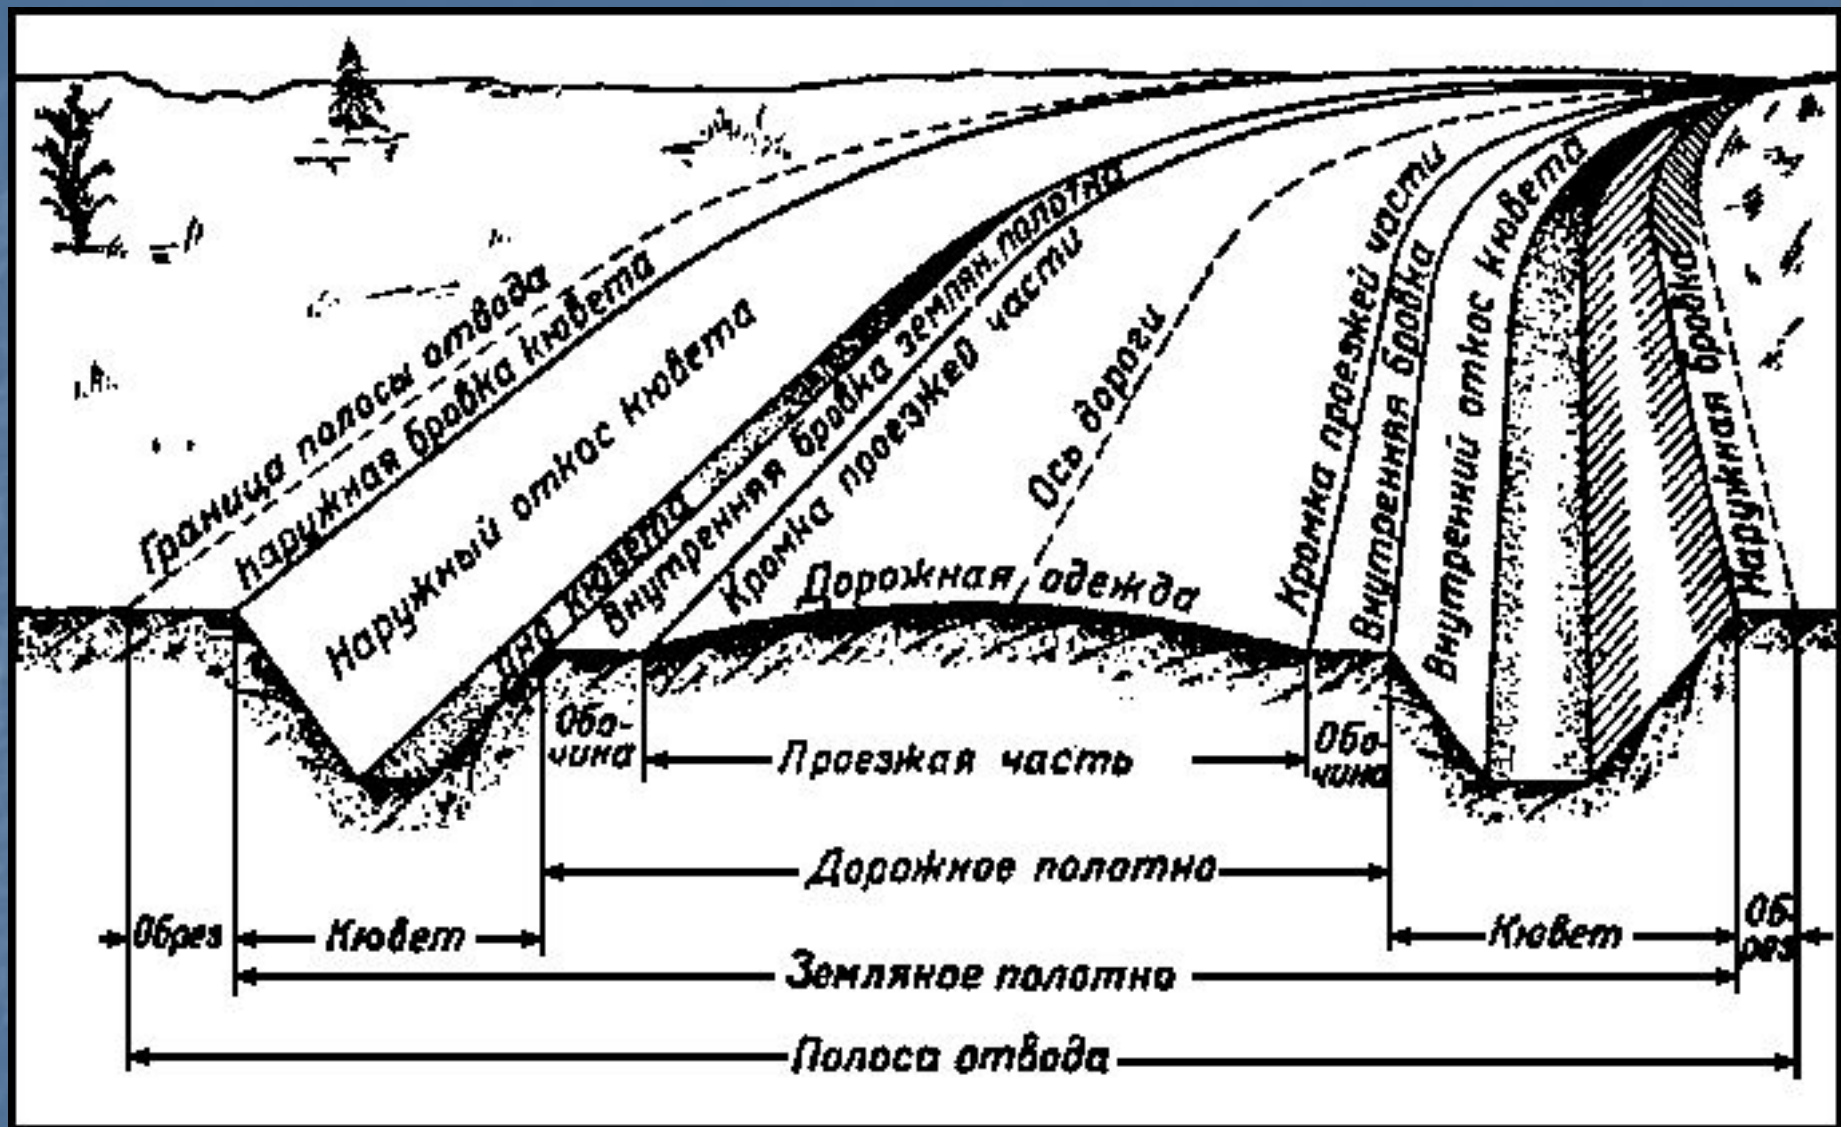 Граница полосы отвода
Наружная бровка кювета
Наружный откос кювета
Дно кювета
Внутренняя бровка землян. полотна
Кромка проезжей части
Ось дороги
Кромка проезжей части
Внутренняя бровка
Внутренний откос кювета
Наружная бровка
Дорожная одежда
Обо-
чина
Проезжая часть
Обо-
чина
Дорожное полотно
Обрез
Кювет
Кювет
Об-
рез
Земляное полотно
Полоса отвода